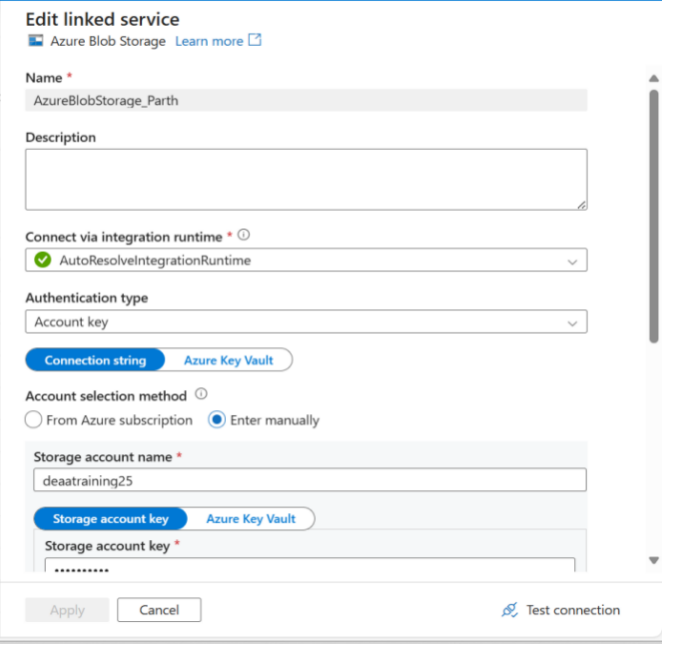 Edit linked service
Azure Blob Storage Learn more
Name *
AzureBlobStorage_Parth
Description
Connect via integration runtime *
AutoResolveIntegrationRuntime
Authentication type
Account key
Connection string Azure Key Vault
Account selection method
From Azure subscription Enter manually
Storage account name *
deaatraining25
Storage account key Azure Key Vault
Storage account key *
••••••••••
Apply Cancel Test connection